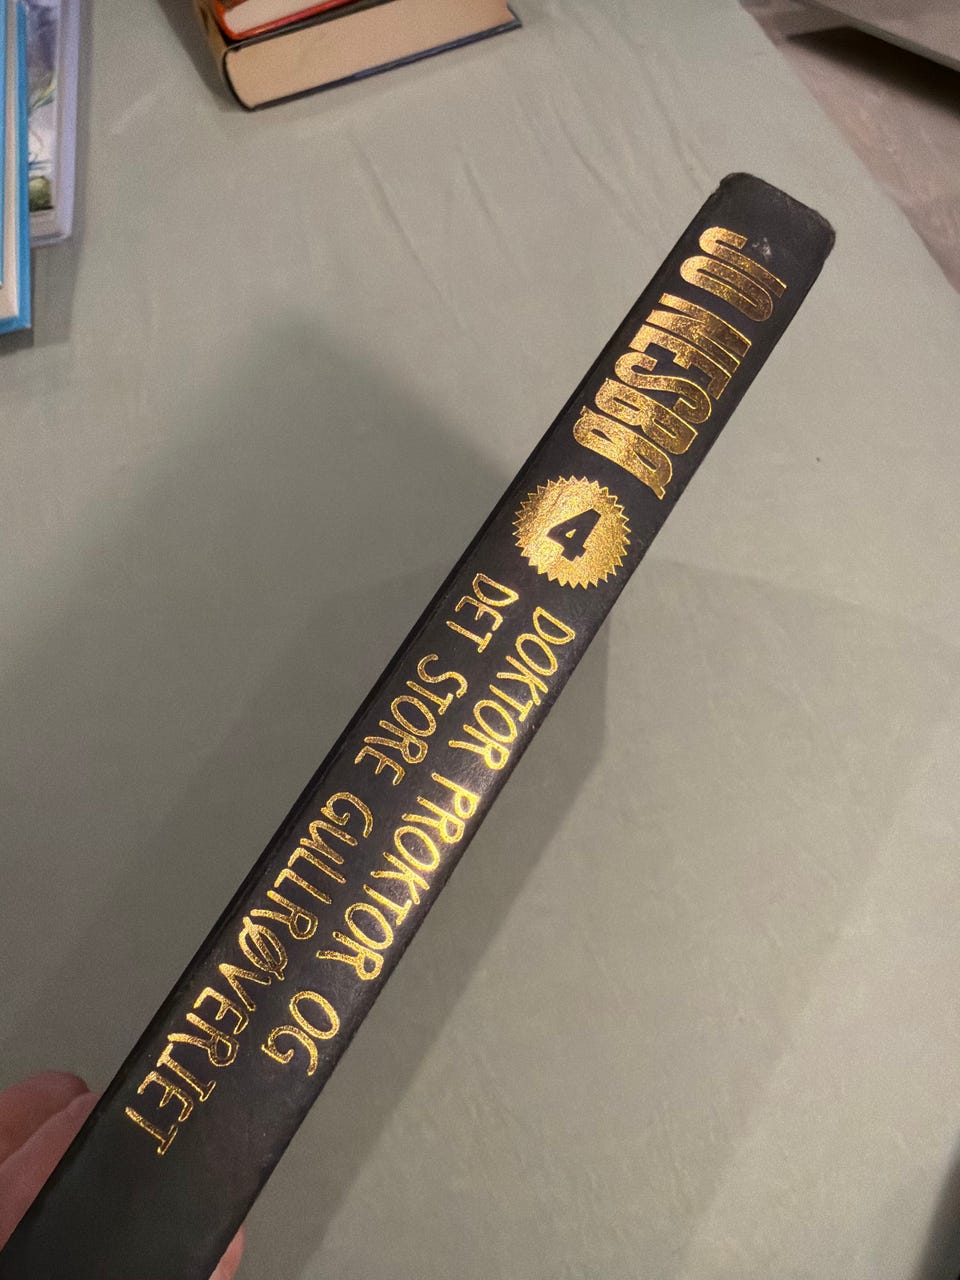 JO NESBØ
4
DOKTOR PROKTOR OG
DET STORE GULLRØVERIET